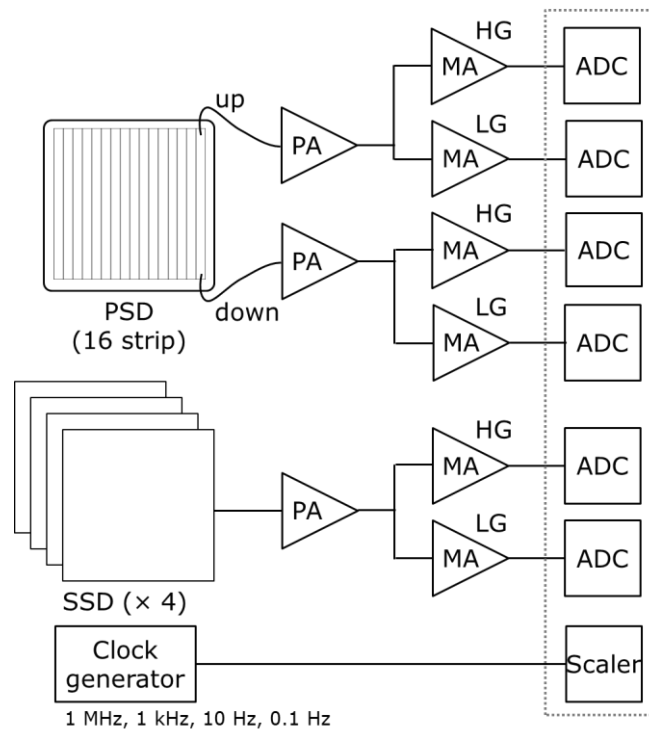 HG
MA
ADC
up
PA
LG
MA
ADC
HG
MA
ADC
PA
down
LG
MA
ADC
PSD
(16 strip)
HG
MA
ADC
PA
LG
MA
ADC
SSD (× 4)
Clock
generator
Scaler
1 MHz, 1 kHz, 10 Hz, 0.1 Hz